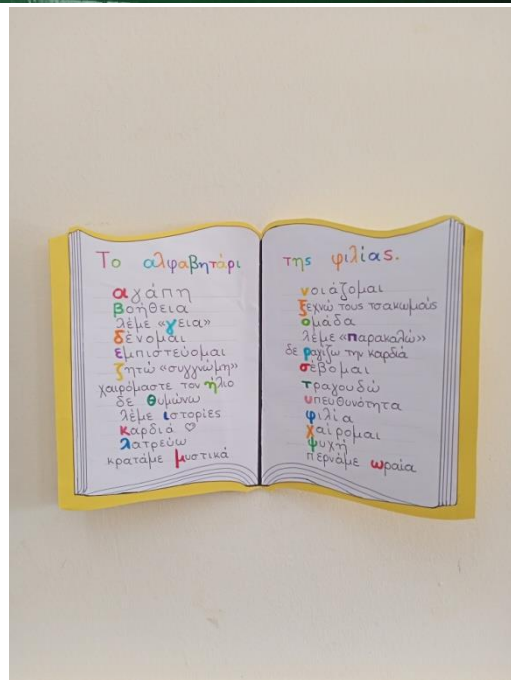 Το αλφαβητάρι
αγάπη
βοήθεια
λέμε «γεια»
δένομαι
εμπιστεύομαι
ζητώ «συγγνώμη»
χαιρόμαστε τον ήλιο
δε θυμώνω
λέμε ιστορίες
καρδιά ♡
λατρεύω
κρατάμε μυστικά
της φιλίας.
νοιάζομαι
ξεχνώ τους τσακωμούς
ομάδα
λέμε «παρακαλώ»
δε ραγίζω την καρδιά
σέβομαι
τραγουδώ
υπευθυνότητα
φιλία
χαίρομαι
ψυχή
περνάμε ωραία